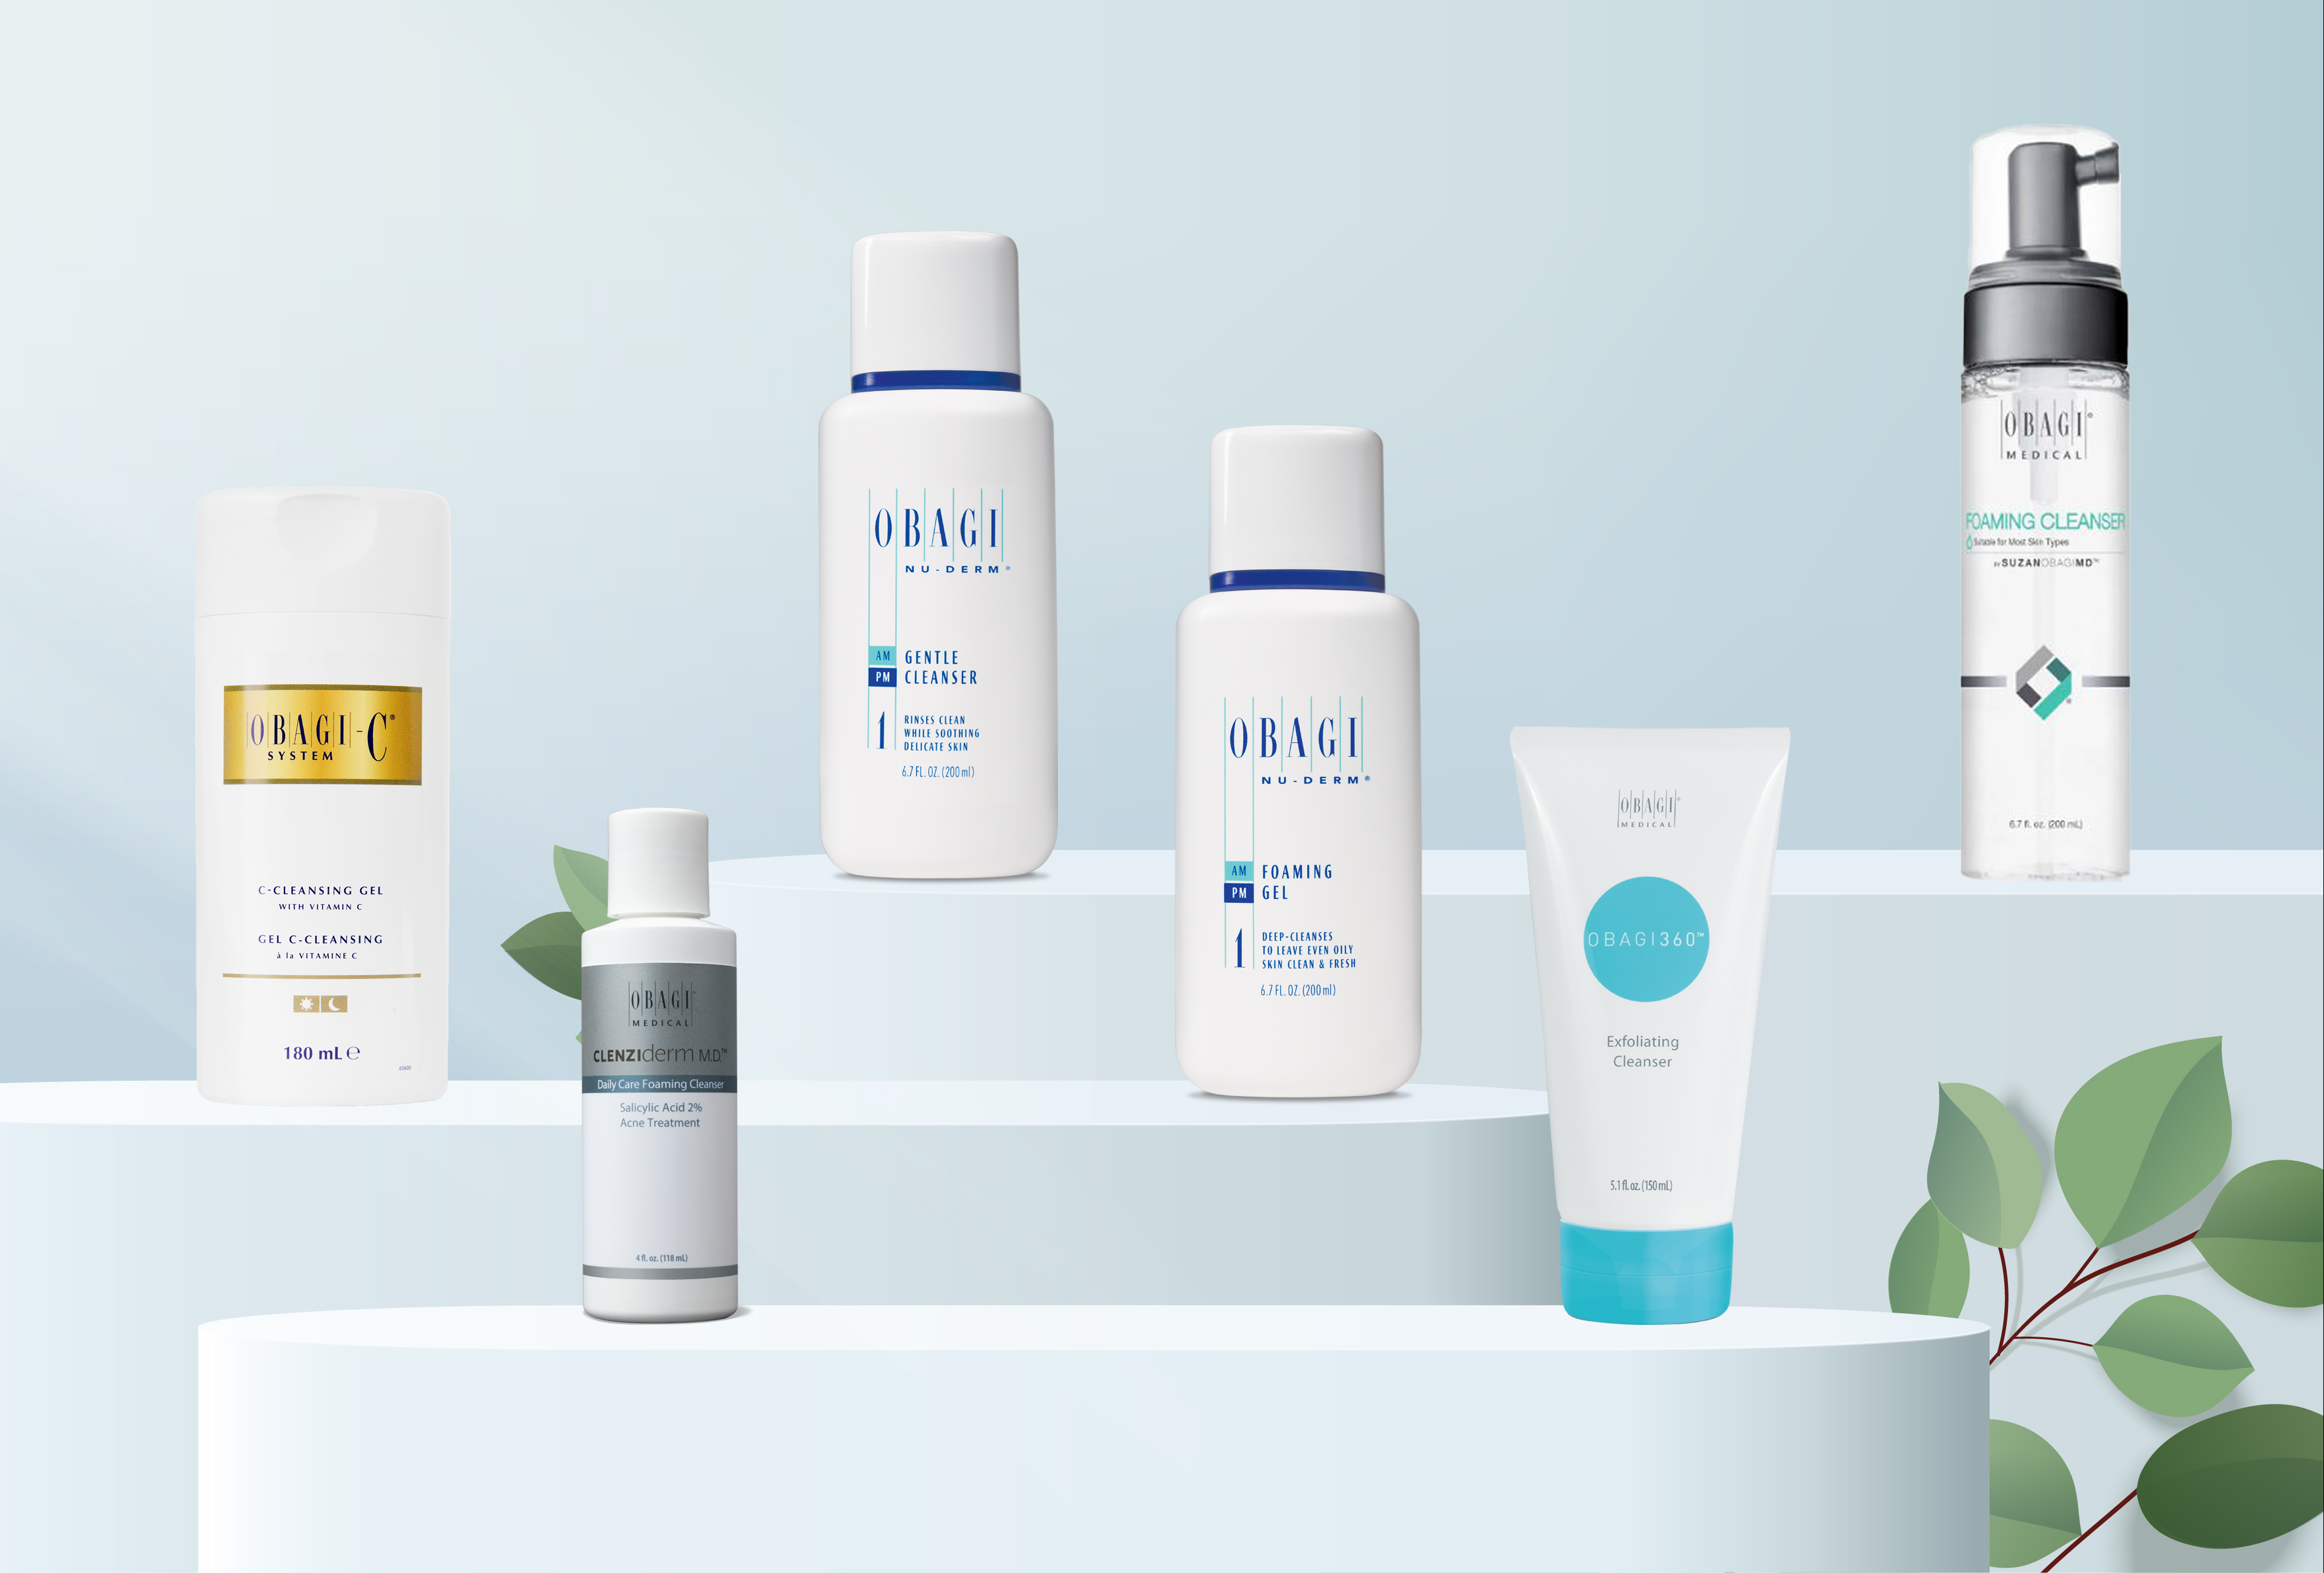 OBAGI-C®
SYSTEM
C-CLEANSING GEL
WITH VITAMIN C
GEL C-CLEANSING
à la VITAMINE C
180 mL ℮
OBAGI®
MEDICAL
CLENZIderm M.D.™
Daily Care Foaming Cleanser
Salicylic Acid 2%
Acne Treatment
4 fl. oz. (118 mL)
OBAGI
NU-DERM®
AM
PM
GENTLE
CLEANSER
1
RINSES CLEAN
WHILE SOOTHING
DELICATE SKIN
6.7 FL. OZ. (200 ml)
OBAGI
NU-DERM®
AM
PM
FOAMING
GEL
1
DEEP-CLEANSES
TO LEAVE EVEN OILY
SKIN CLEAN & FRESH
6.7 FL. OZ. (200 ml)
OBAGI®
MEDICAL
OBAGI360™
Exfoliating
Cleanser
5.1 fl. oz. (150 mL)
OBAGI®
MEDICAL
FOAMING CLEANSER
Suitable for Most Skin Types
BY SUZANOBAGIMD™
6.7 fl. oz. (200 mL)